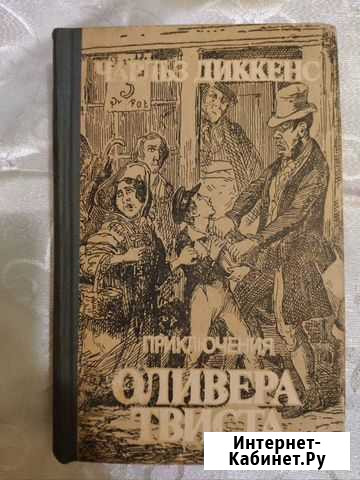 ЧАРЛЬЗ ДИККЕНС
ПРИКЛЮЧЕНИЯ
ОЛИВЕРА
ТВИСТА
Интернет-
Кабинет.Ру